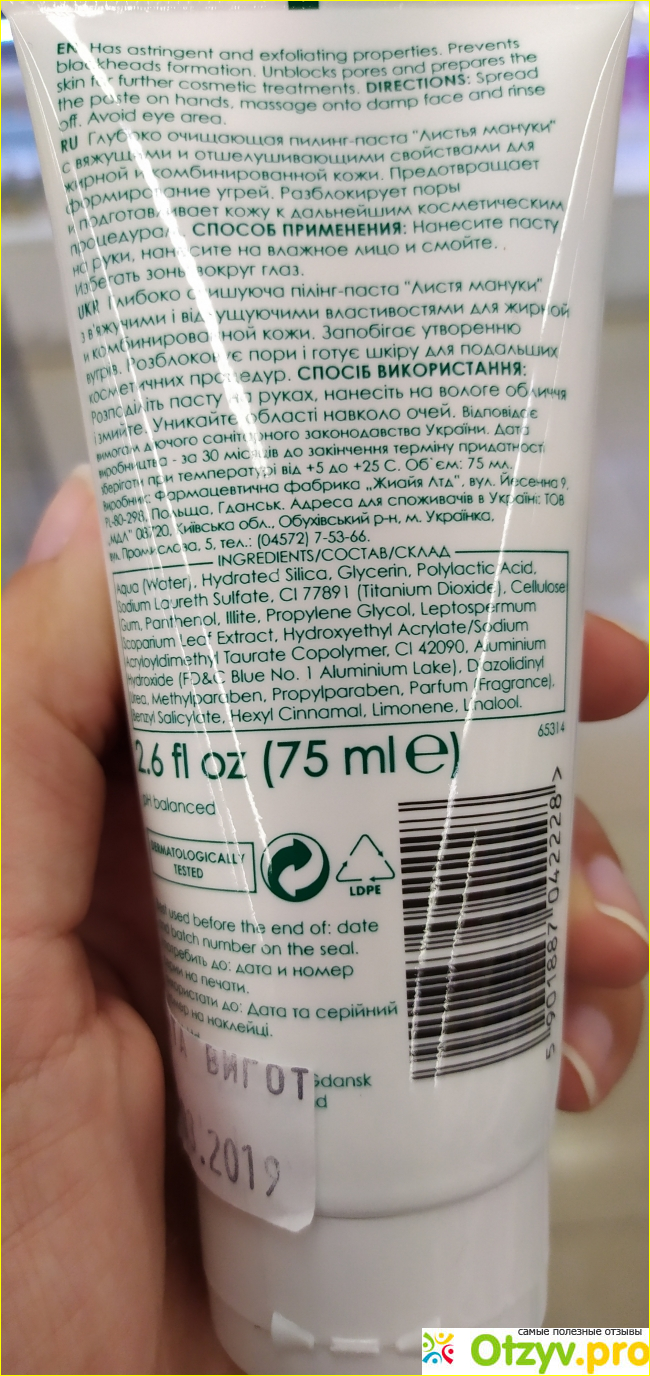 EN Has astringent and exfoliating properties. Prevents
blackheads formation. Unblocks pores and prepares the
skin for further cosmetic treatments. DIRECTIONS: Spread
the paste on hands, massage onto damp face and rinse
off. Avoid eye area.
RU Глубоко очищающая пилинг-паста "Листья мануки"
с вяжущими и отшелушивающими свойствами для
жирной и комбинированной кожи. Предотвращает
формирование угрей. Разблокирует поры
и подготавливает кожу к дальнейшим косметическим
процедурам. СПОСОБ ПРИМЕНЕНИЯ: Нанесите пасту
на руки, нанесите на влажное лицо и смойте. .
Избегать зоны вокруг глаз.
UKR Глибоко очишуюча пілінг-паста "Листя мануки"
з в'яжучими і відлущуючими властивостями для жирной
и комбинированной кожи. Запобігає утворенню
вугрів. Розблоковує пори і готує шкіру для подальших
косметичних процедур. СПОСІБ ВИКОРИСТАННЯ:
Розподіліть пасту на руках, нанесіть на вологе обличчя
і змийте. Уникайте області навколо очей. Відповідає
вимогам діючого санітарного законодавства України. Дата
виробництва - за 30 місяців до закінчення терміну придатності
зберігати при температурі від +5 до +25 С. Об`єм: 75 мл.
Виробник: Фармацевтична фабрика „Жиайя Лтд", вул. Йесенна 9,
PL-80-298, Польща, Гданськ. Адреса для споживачів в Україні: ТОВ
„МДЛ" 08720, Київська обл., Обухівський р-н, м. Українка,
вул. Промислова, 5, тел.: (04572) 7-53-66.
INGREDIENTS/СОСТАВ/СКЛАД
Aqua (Water), Hydrated Silica, Glycerin, Polylactic Acid,
Sodium Laureth Sulfate, CI 77891 (Titanium Dioxide), Cellulose
Gum, Panthenol, Illite, Propylene Glycol, Leptospermum
Scoparium Leaf Extract, Hydroxyethyl Acrylate/Sodium
Acryloyldimethyl Taurate Copolymer, CI 42090, Aluminium
Hydroxide (FD&C Blue No. 1 Aluminium Lake), Diazolidinyl
Urea, Methylparaben, Propylparaben, Parfum (Fragrance),
Benzyl Salicylate, Hexyl Cinnamal, Limonene, Linalool.
65314
2.6 fl oz (75 ml ℮)
pH balanced
DERMATOLOGICALLY
TESTED
LDPE
used before the end of: date
batch number on the seal.
до: дата и номер
на печати.
до: Дата та серійний
на наклейці.
ВИГОТ
Gdansk
.2019
5 901887 042228 >
самые полезные отзывы
Otzyv.pro